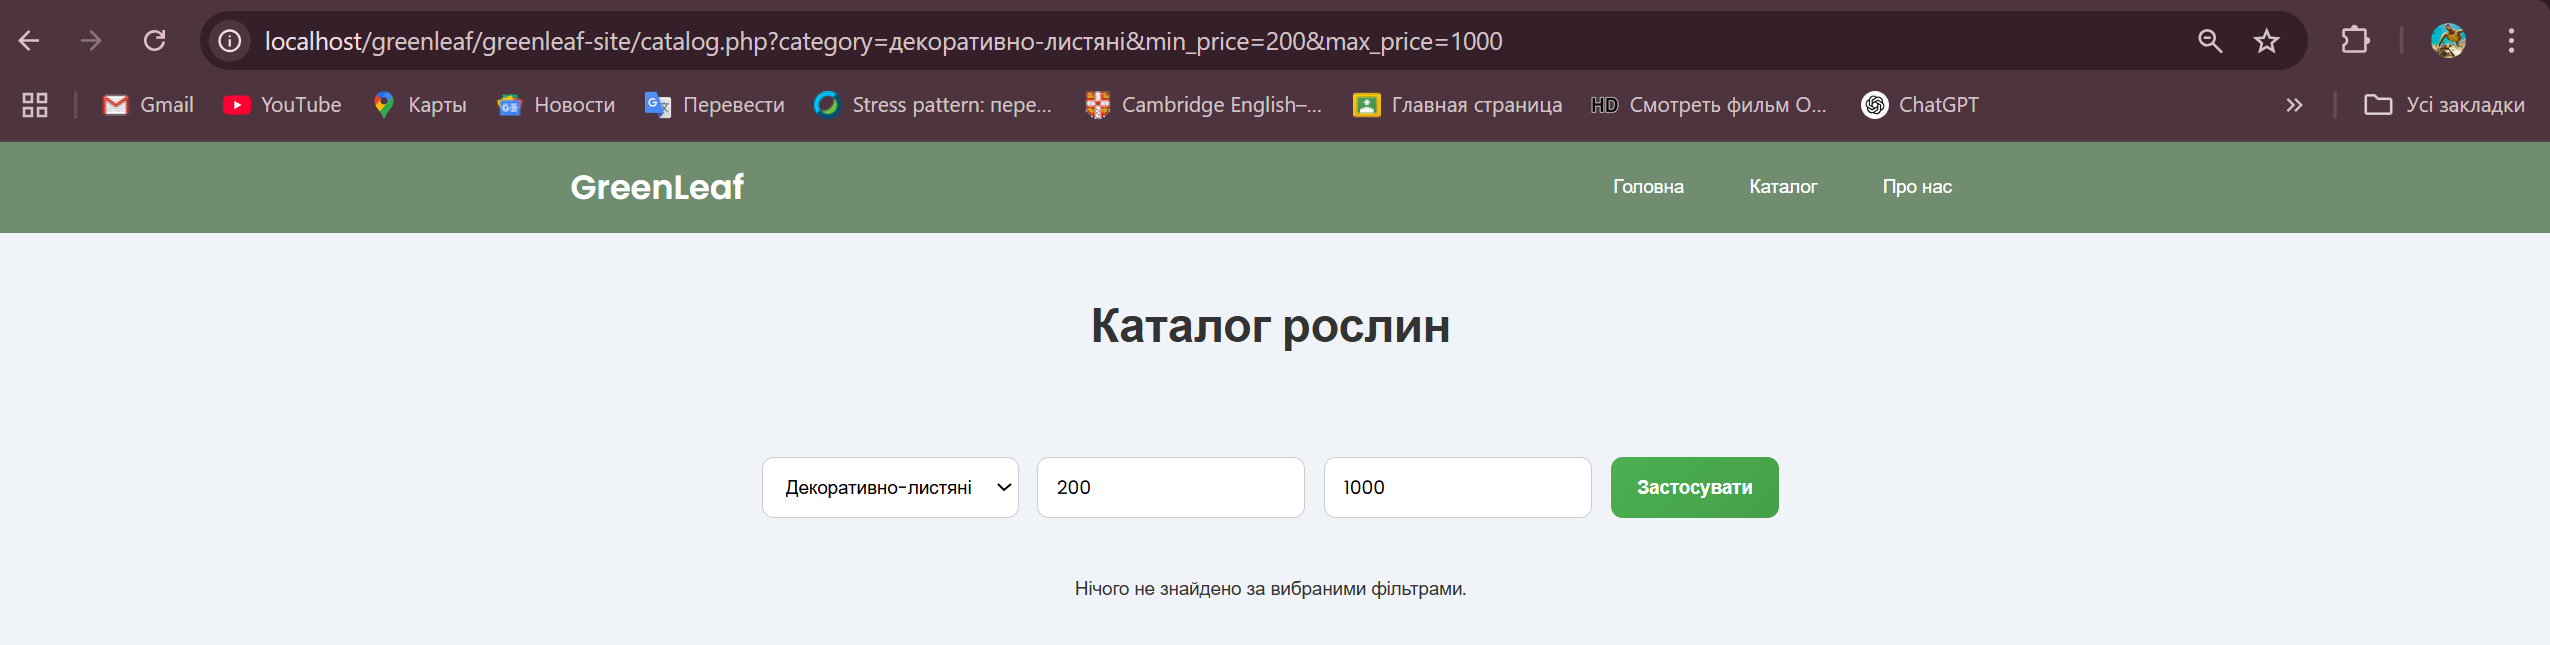 localhost/greenleaf/greenleaf-site/catalog.php?category=декоративно-листяні&min_price=200&max_price=1000
Gmail YouTube Карты Новости Перевести Stress pattern: пере... Cambridge English–... Главная страница HD Смотреть фильм О... ChatGPT » Усі закладки
GreenLeaf Головна Каталог Про нас
Каталог рослин
Декоративно-листяні 200 1000 Застосувати
Нічого не знайдено за вибраними фільтрами.